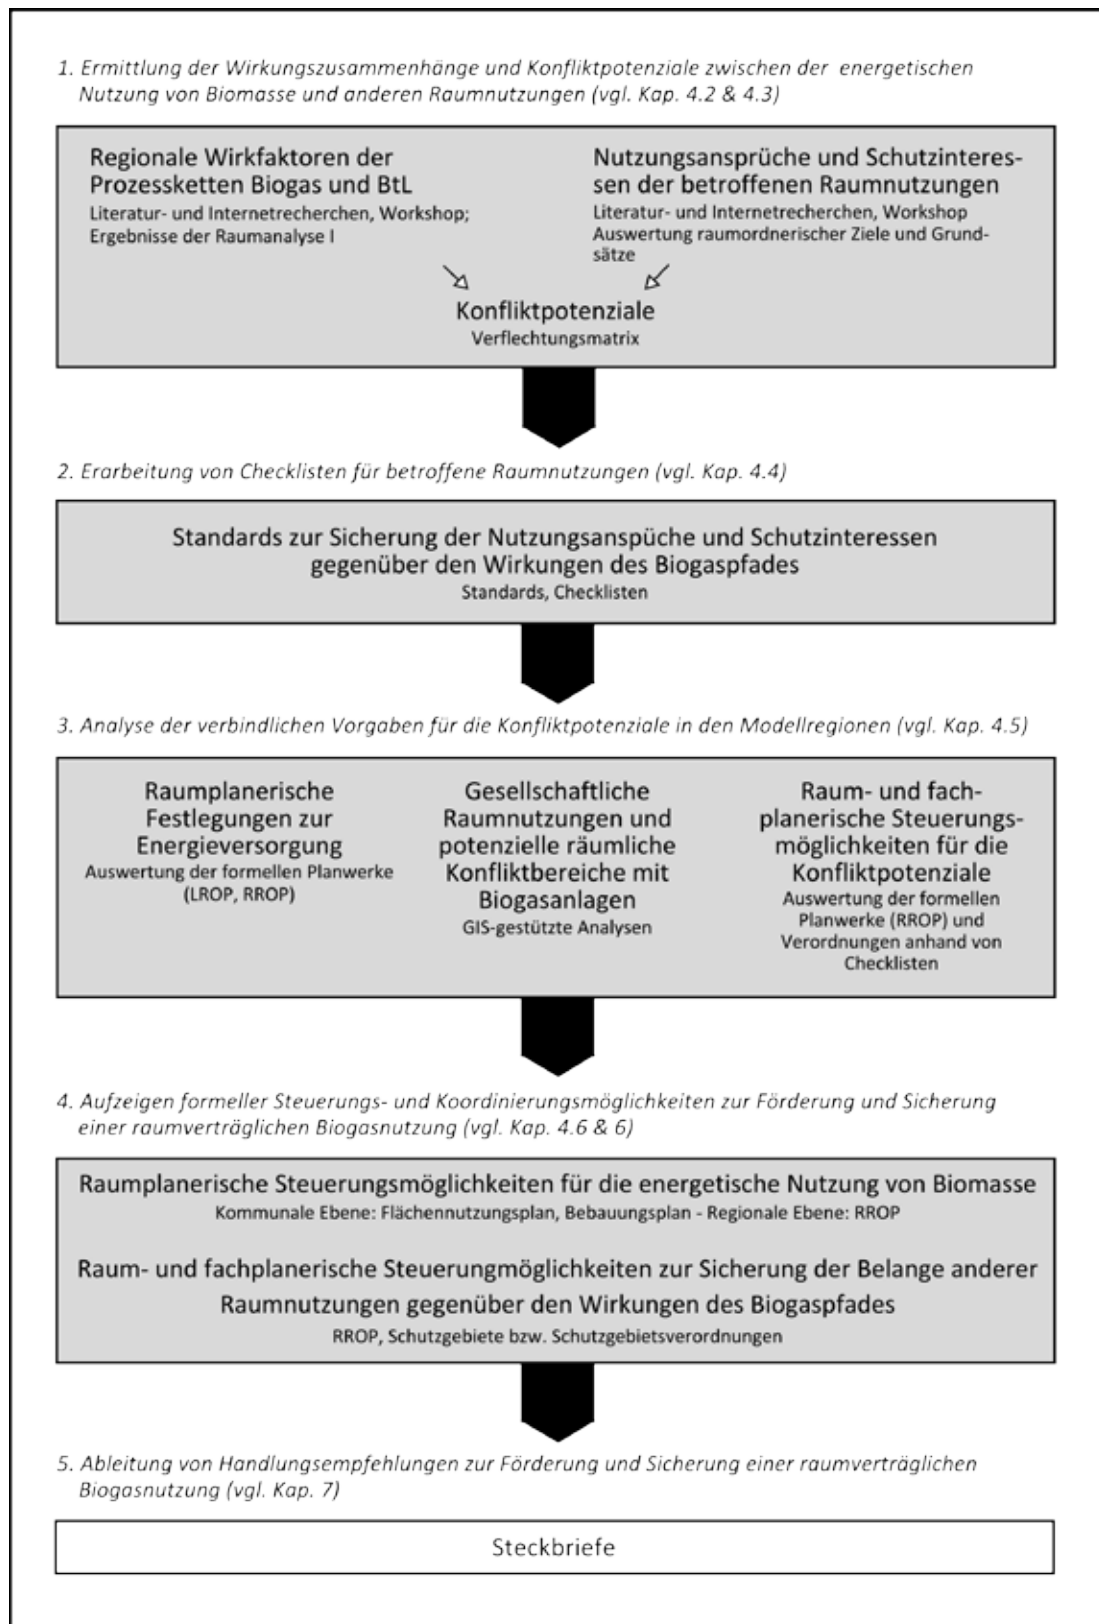 1. Ermittlung der Wirkungszusammenhänge und Konfliktpotenziale zwischen der energetischen
Nutzung von Biomasse und anderen Raumnutzungen (vgl. Kap. 4.2 & 4.3)
Regionale Wirkfaktoren der
Prozessketten Biogas und BtL
Literatur- und Internetrecherchen, Workshop;
Ergebnisse der Raumanalyse I
Nutzungsansprüche und Schutzinteres-
sen der betroffenen Raumnutzungen
Literatur- und Internetrecherchen, Workshop
Auswertung raumordnerischer Ziele und Grund-
sätze
Konfliktpotenziale
Verflechtungsmatrix
2. Erarbeitung von Checklisten für betroffene Raumnutzungen (vgl. Kap. 4.4)
Standards zur Sicherung der Nutzungsanspüche und Schutzinteressen
gegenüber den Wirkungen des Biogaspfades
Standards, Checklisten
3. Analyse der verbindlichen Vorgaben für die Konfliktpotenziale in den Modellregionen (vgl. Kap. 4.5)
Raumplanerische
Festlegungen zur
Energieversorgung
Auswertung der formellen Planwerke
(LROP, RROP)
Gesellschaftliche
Raumnutzungen und
potenzielle räumliche
Konfliktbereiche mit
Biogasanlagen
GIS-gestützte Analysen
Raum- und fach-
planerische Steuerungs-
möglichkeiten für die
Konfliktpotenziale
Auswertung der formellen
Planwerke (RROP) und
Verordnungen anhand von
Checklisten
4. Aufzeigen formeller Steuerungs- und Koordinierungsmöglichkeiten zur Förderung und Sicherung
einer raumverträglichen Biogasnutzung (vgl. Kap. 4.6 & 6)
Raumplanerische Steuerungsmöglichkeiten für die energetische Nutzung von Biomasse
Kommunale Ebene: Flächennutzungsplan, Bebauungsplan - Regionale Ebene: RROP
Raum- und fachplanerische Steuerungmöglichkeiten zur Sicherung der Belange anderer
Raumnutzungen gegenüber den Wirkungen des Biogaspfades
RROP, Schutzgebiete bzw. Schutzgebietsverordnungen
5. Ableitung von Handlungsempfehlungen zur Förderung und Sicherung einer raumverträglichen
Biogasnutzung (vgl. Kap. 7)
Steckbriefe